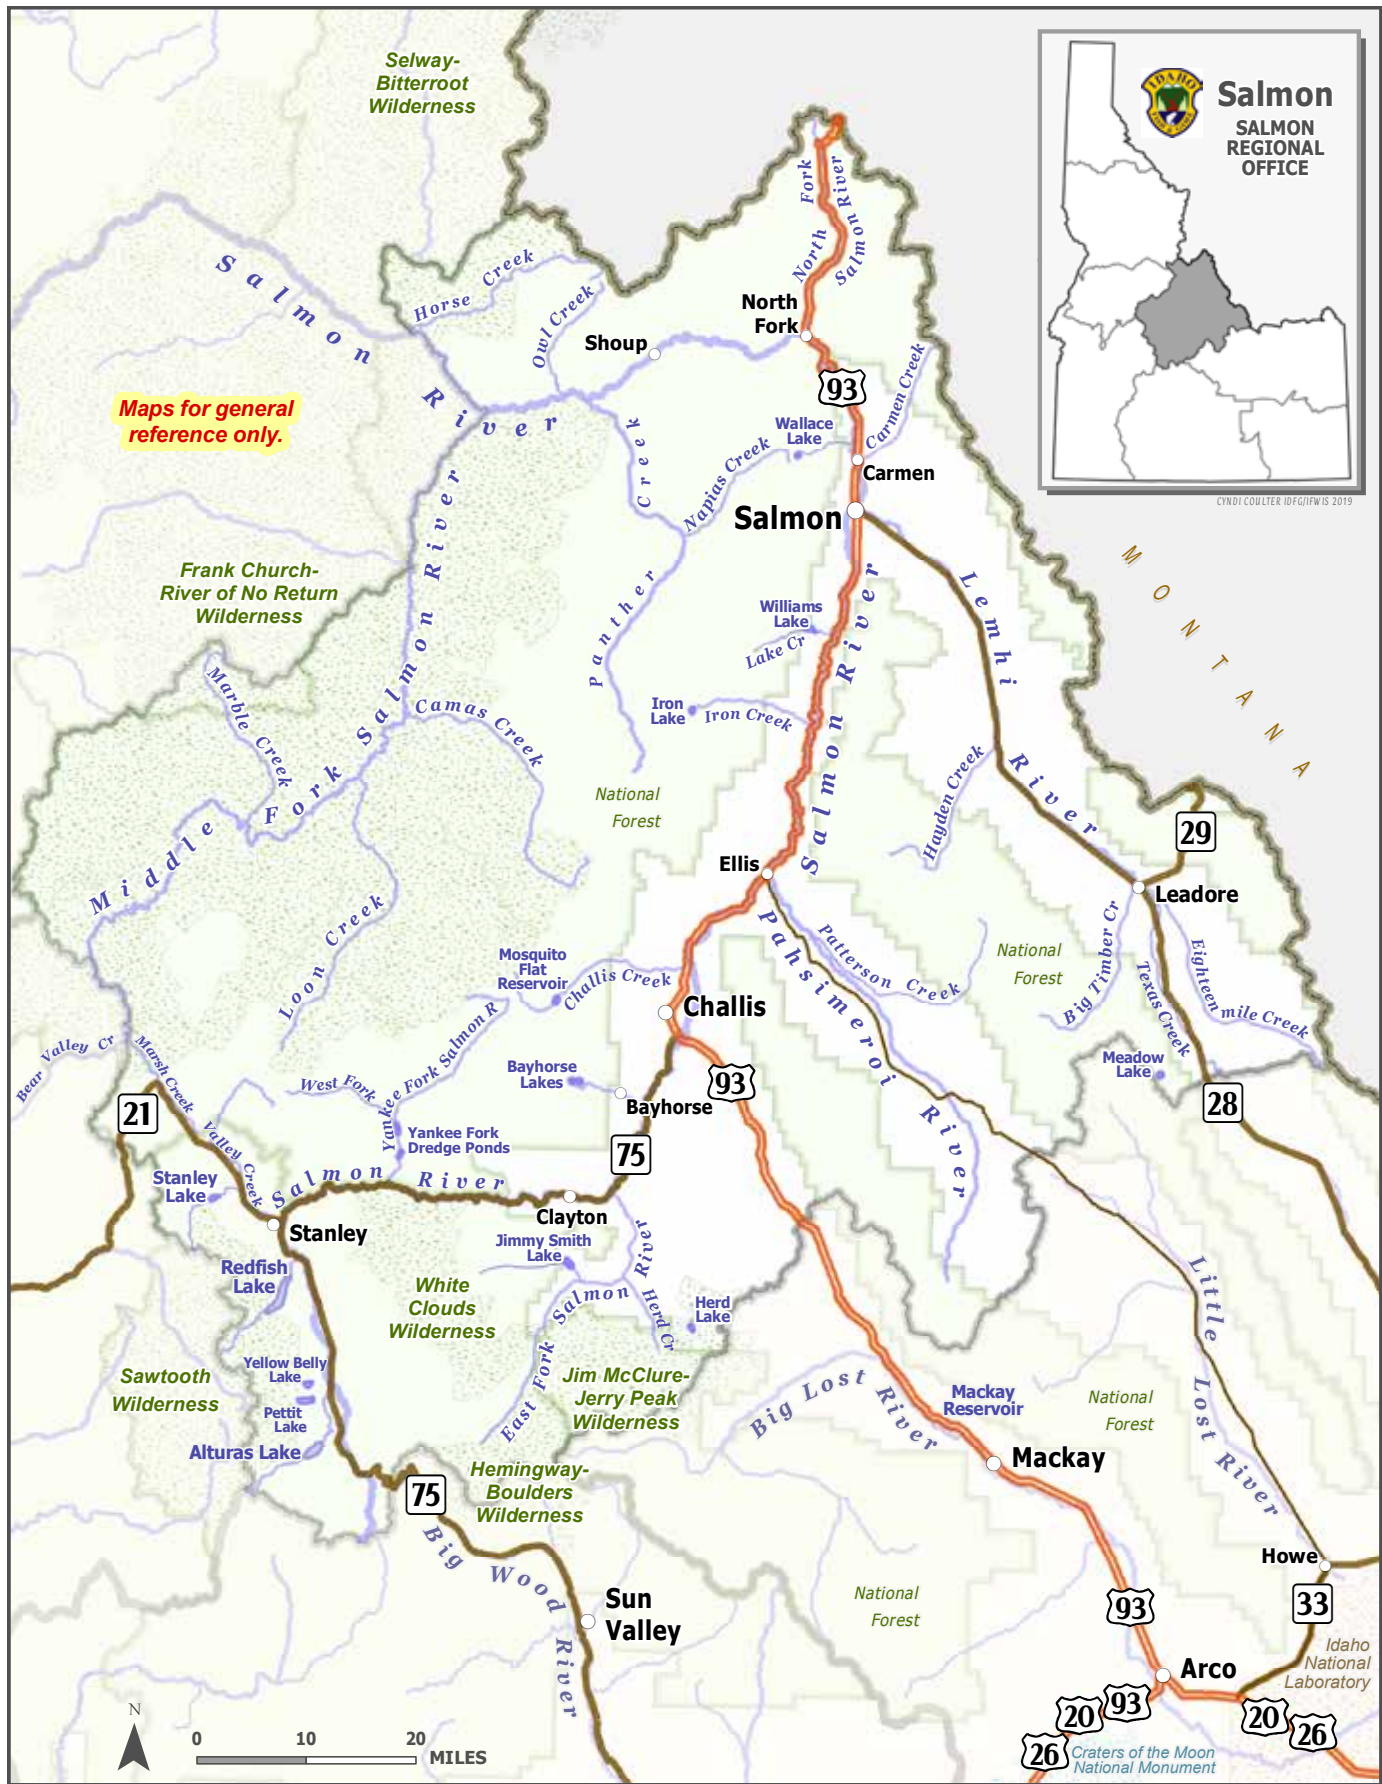 Selway-
Bitterroot
Wilderness
IDAHO
FISH & GAME
Salmon
SALMON
REGIONAL
OFFICE
CYNDI COULTER IDFG/IFWIS 2019
North Fork
Salmon River
Horse Creek
Owl Creek
Salmon River
North
Fork
Shoup
93
Carmen Creek
Maps for general
reference only.
Wallace
Lake
Creek
Napias Creek
Carmen
Salmon
MONTANA
Frank Church-
River of No Return
Wilderness
Panther
Williams
Lake
Lake Cr
Salmon River
Lemhi
River
Marble Creek
Camas Creek
Iron
Lake
Iron Creek
Middle Fork Salmon River
National
Forest
Hayden Creek
29
Ellis
Leadore
Loon Creek
Pahsimeroi
River
Patterson Creek
National
Forest
Big Timber Cr
Texas Creek
Eighteen mile Creek
Mosquito
Flat
Reservoir
Challis Creek
Challis
Bear Valley Cr
Marsh Creek
Meadow
Lake
West Fork
Yankee Fork Salmon R
Bayhorse
Lakes
Bayhorse
93
28
21
Valley Creek
Yankee Fork
Dredge Ponds
75
Stanley
Lake
Salmon River
Clayton
Stanley
Jimmy Smith
Lake
Redfish
Lake
White
Clouds
Wilderness
East Fork Salmon River
Herd Cr
Herd
Lake
Little Lost River
Sawtooth
Wilderness
Yellow Belly
Lake
Pettit
Lake
Alturas Lake
Jim McClure-
Jerry Peak
Wilderness
Big Lost River
Mackay
Reservoir
National
Forest
Mackay
Hemingway-
Boulders
Wilderness
75
Big Wood River
Howe
Sun
Valley
National
Forest
93
33
Idaho
National
Laboratory
Arco
20
93
26
20
26
Craters of the Moon
National Monument
N
0 10 20
MILES